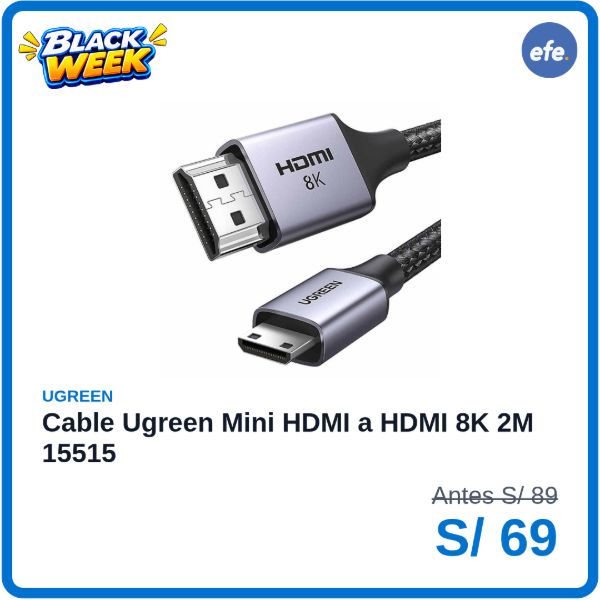 BLACK
WEEK
efe.
HDMI
8K
UGREEN
UGREEN
Cable Ugreen Mini HDMI a HDMI 8K 2M
15515
Antes S/ 89
S/ 69